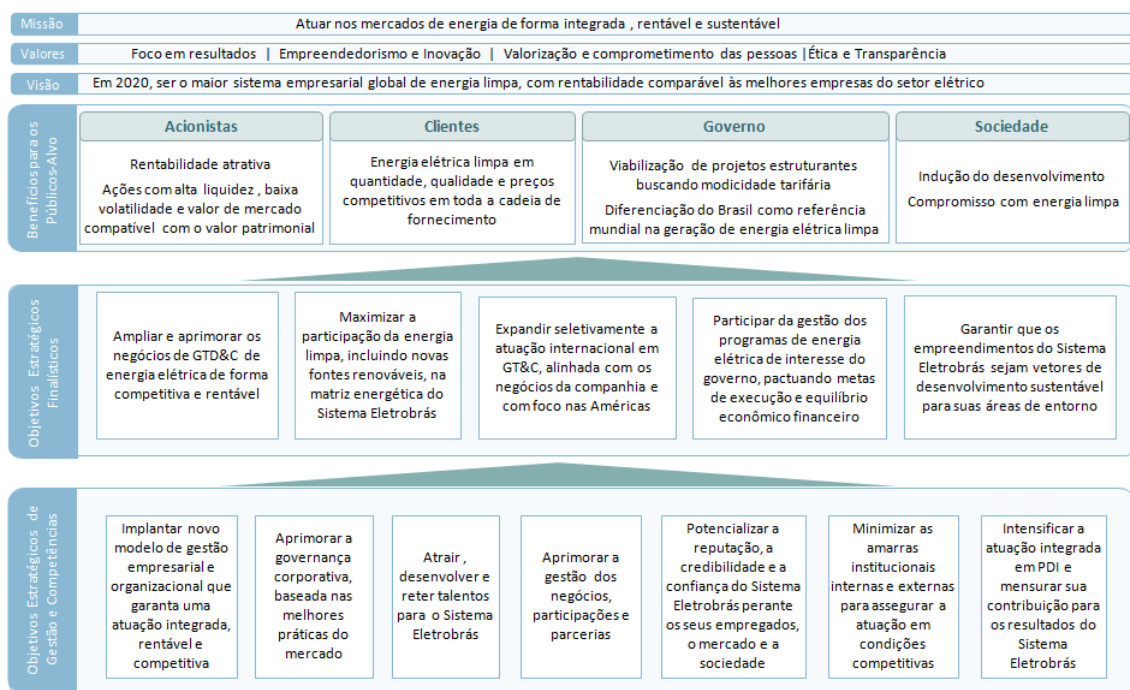 Missão
Atuar nos mercados de energia de forma integrada , rentável e sustentável
Valores
Foco em resultados | Empreendedorismo e Inovação | Valorização e comprometimento das pessoas |Ética e Transparência
Visão
Em 2020, ser o maior sistema empresarial global de energia limpa, com rentabilidade comparável às melhores empresas do setor elétrico
Benefícios para os
Público-Alvo
Acionistas
Rentabilidade atrativa
Ações com alta liquidez , baixa
volatilidade e valor de mercado
compatível com o valor patrimonial
Clientes
Energia elétrica limpa em
quantidade, qualidade e preços
competitivos em toda a cadeia de
fornecimento
Governo
Viabilização de projetos estruturantes
buscando modicidade tarifária
Diferenciação do Brasil como referência
mundial na geração de energia elétrica limpa
Sociedade
Indução do desenvolvimento
Compromisso com energia limpa
Objetivos Estratégicos
Finalísticos
Ampliar e aprimorar os
negócios de GTD&C de
energia elétrica de forma
competitiva e rentável
Maximizar a
participação da energia
limpa, incluindo novas
fontes renováveis, na
matriz energética do
Sistema Eletrobrás
Expandir seletivamente a
atuação internacional em
GT&C, alinhada com os
negócios da companhia e
com foco nas Américas
Participar da gestão dos
programas de energia
elétrica de interesse do
governo, pactuando metas
de execução e equilíbrio
econômico financeiro
Garantir que os
empreendimentos do Sistema
Eletrobrás sejam vetores de
desenvolvimento sustentável
para suas áreas de entorno
Objetivos Estratégicos de
Gestão e Competências
Implantar novo
modelo de gestão
empresarial e
organizacional que
garanta uma
atuação integrada,
rentável e
competitiva
Aprimorar a
governança
corporativa,
baseada nas
melhores
práticas do
mercado
Atrair ,
desenvolver e
reter talentos
para o Sistema
Eletrobrás
Aprimorar a
gestão dos
negócios,
participações e
parcerias
Potencializar a
reputação, a
credibilidade e a
confiança do Sistema
Eletrobrás perante
os seus empregados,
o mercado e a
sociedade
Minimizar as
amarras
institucionais
internas e externas
para assegurar a
atuação em
condições
competitivas
Intensificar a
atuação integrada
em PDI e
mensurar sua
contribuição para
os resultados do
Sistema
Eletrobrás